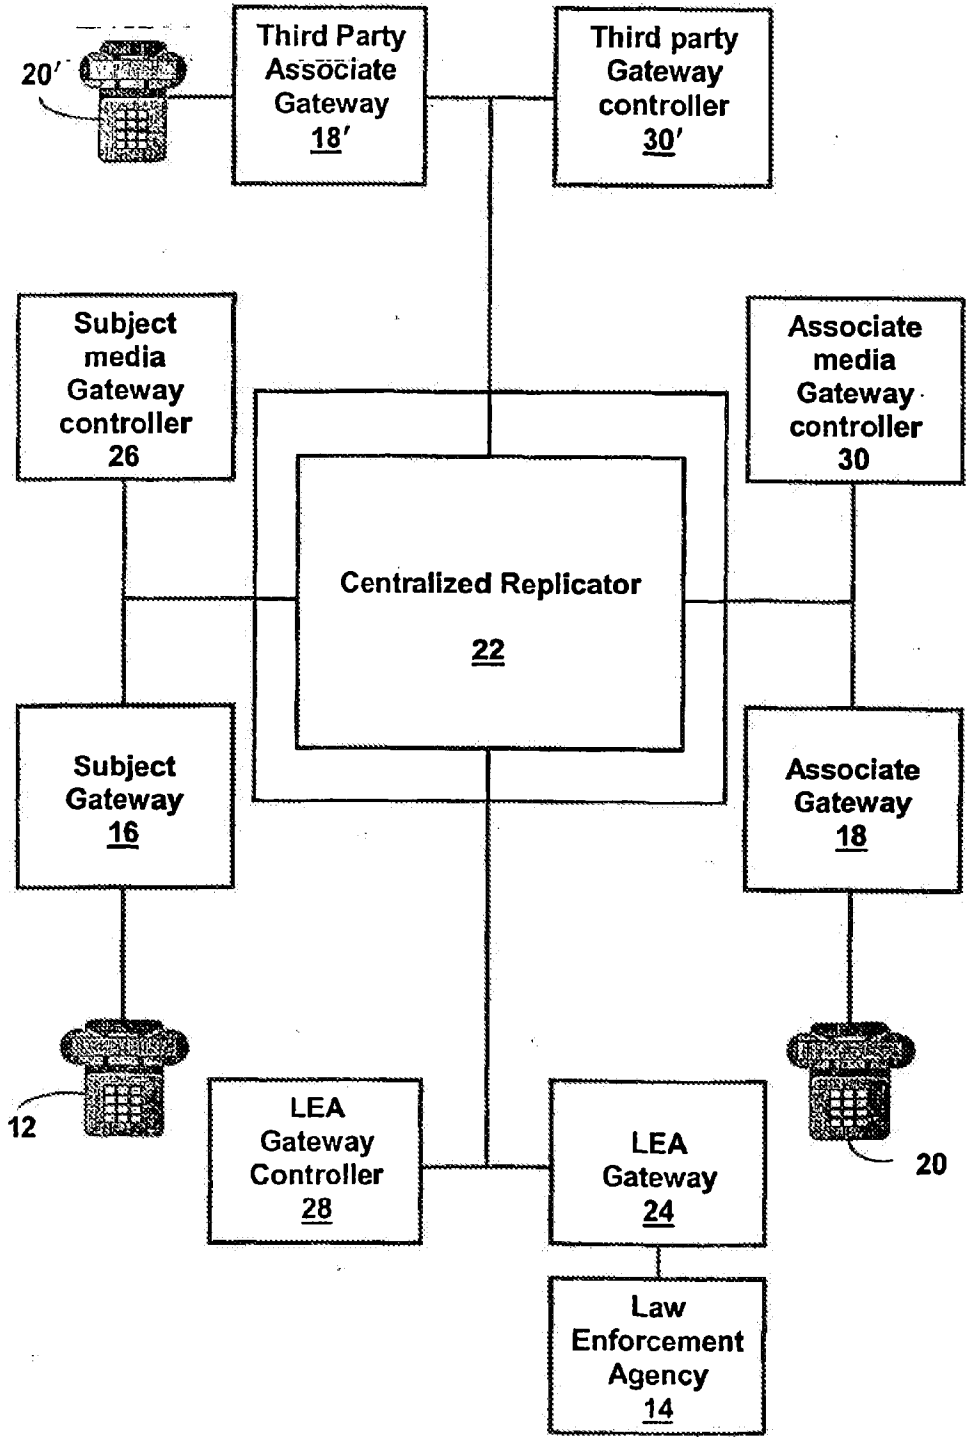 20′
Third Party
Associate
Gateway
18′
Third party
Gateway
controller
30′
Subject
media
Gateway
controller
26
Associate
media
Gateway
controller
30
Centralized Replicator
22
Subject
Gateway
16
Associate
Gateway
18
12
LEA
Gateway
Controller
28
LEA
Gateway
24
20
Law
Enforcement
Agency
14